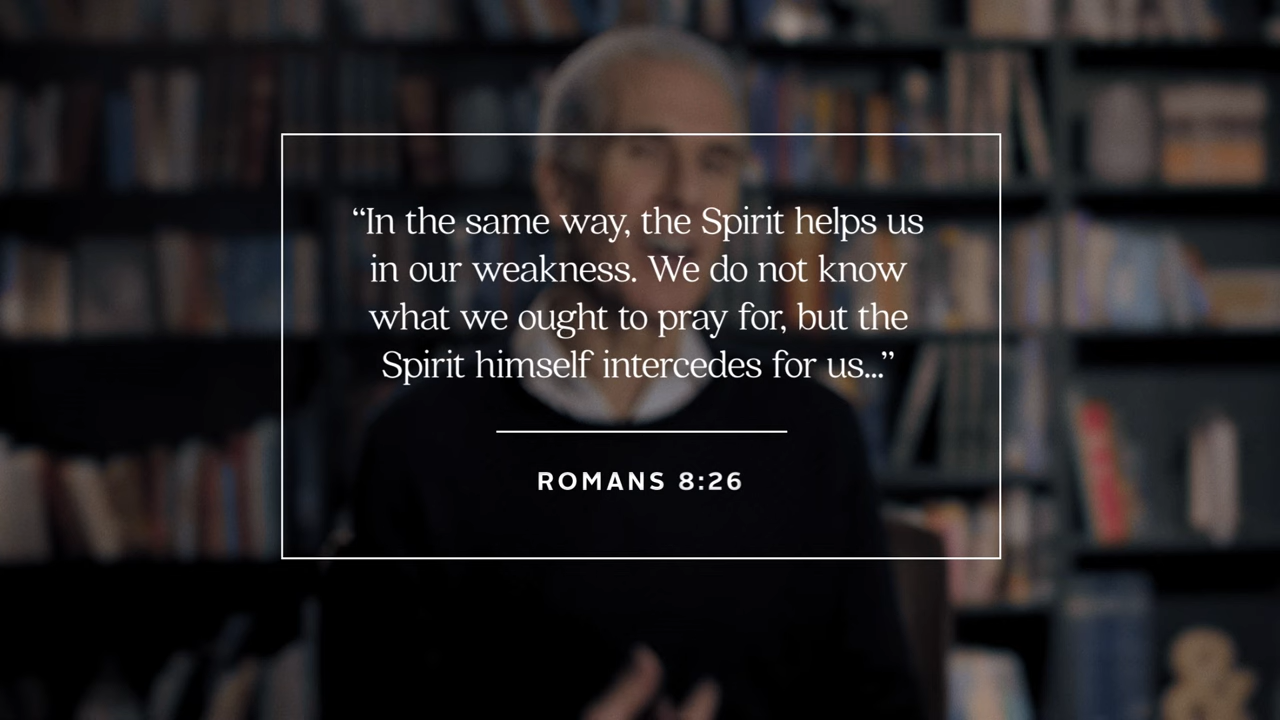 “In the same way, the Spirit helps us
in our weakness. We do not know
what we ought to pray for, but the
Spirit himself intercedes for us...”
ROMANS 8:26